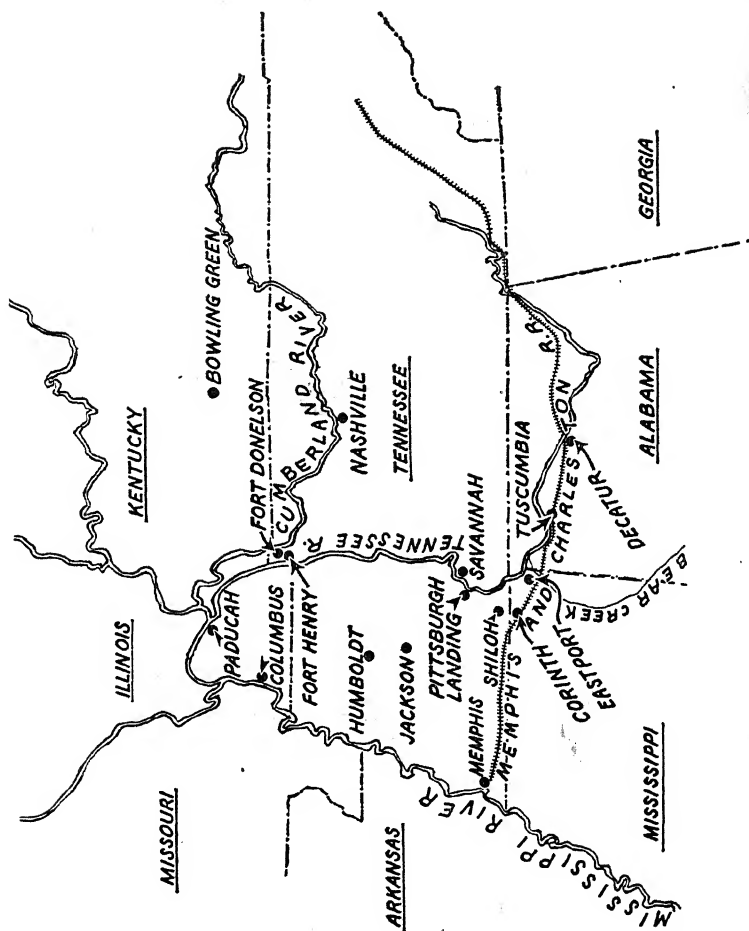 ILLINOIS
KENTUCKY
MISSOURI
PADUCAH
COLUMBUS
FORT HENRY
FORT DONELSON
BOWLING GREEN
CUMBERLAND RIVER
NASHVILLE
TENNESSEE
TENNESSEE R.
HUMBOLDT
JACKSON
ARKANSAS
SAVANNAH
PITTSBURGH
LANDING
SHILOH
MEMPHIS
MEMPHIS AND CHARLESTON R.R.
CORINTH
EASTPORT
TUSCUMBIA
DECATUR
BEAR CREEK
MISSISSIPPI RIVER
MISSISSIPPI
ALABAMA
GEORGIA